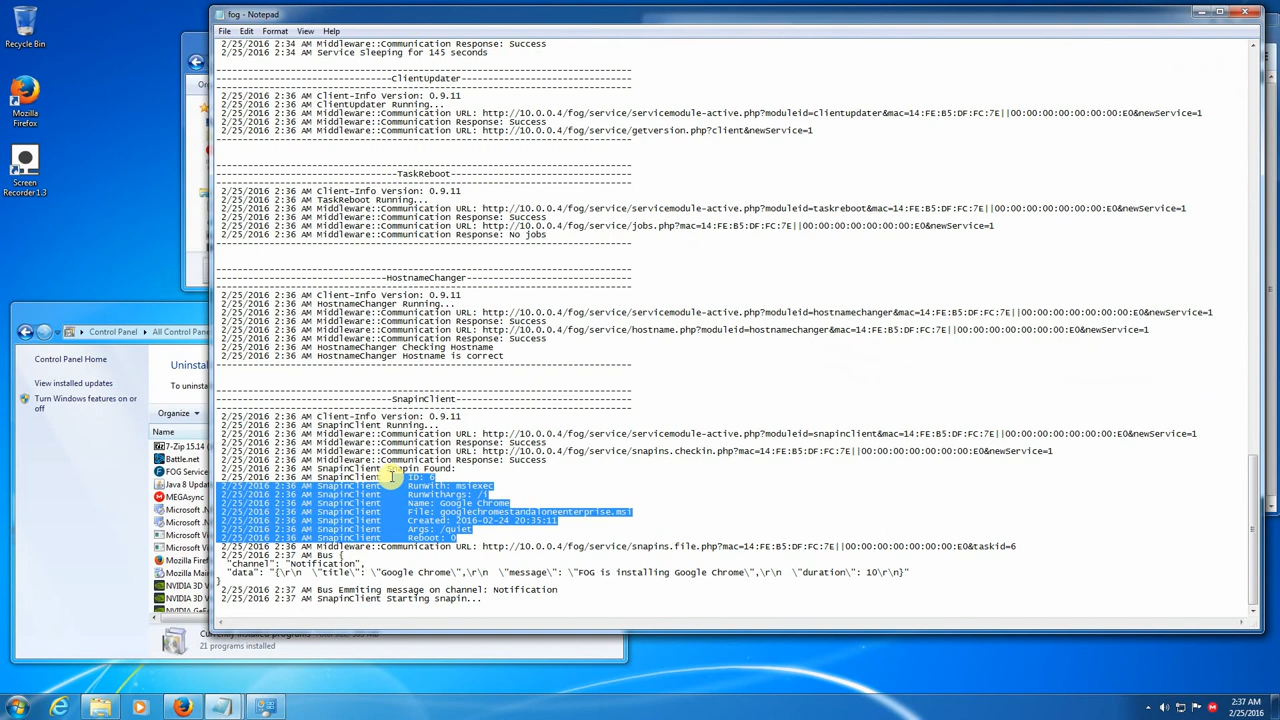 Recycle Bin
Mozilla
Firefox
Screen
Recorder 1.3
fog - Notepad
File Edit Format View Help
2/25/2016 2:34 AM Middleware::Communication Response: Success
2/25/2016 2:34 AM Service Sleeping for 145 seconds
--------------------------------ClientUpdater--------------------------------
2/25/2016 2:36 AM Client-Info Version: 0.9.11
2/25/2016 2:36 AM ClientUpdater Running...
2/25/2016 2:36 AM Middleware::Communication URL: http://10.0.0.4/fog/service/servicemodule-active.php?moduleid=clientupdater&mac=14:FE:B5:DF:FC:7E||00:00:00:00:00:00:00:E0&newService=1
2/25/2016 2:36 AM Middleware::Communication Response: Success
2/25/2016 2:36 AM Middleware::Communication URL: http://10.0.0.4/fog/service/getversion.php?client&newService=1
---------------------------------TaskReboot----------------------------------
2/25/2016 2:36 AM Client-Info Version: 0.9.11
2/25/2016 2:36 AM TaskReboot Running...
2/25/2016 2:36 AM Middleware::Communication URL: http://10.0.0.4/fog/service/servicemodule-active.php?moduleid=taskreboot&mac=14:FE:B5:DF:FC:7E||00:00:00:00:00:00:00:E0&newService=1
2/25/2016 2:36 AM Middleware::Communication Response: Success
2/25/2016 2:36 AM Middleware::Communication URL: http://10.0.0.4/fog/service/jobs.php?mac=14:FE:B5:DF:FC:7E||00:00:00:00:00:00:00:E0&newService=1
2/25/2016 2:36 AM Middleware::Communication Response: No jobs
-------------------------------HostnameChanger-------------------------------
2/25/2016 2:36 AM Client-Info Version: 0.9.11
2/25/2016 2:36 AM HostnameChanger Running...
2/25/2016 2:36 AM Middleware::Communication URL: http://10.0.0.4/fog/service/servicemodule-active.php?moduleid=hostnamechanger&mac=14:FE:B5:DF:FC:7E||00:00:00:00:00:00:00:E0&newService=1
2/25/2016 2:36 AM Middleware::Communication Response: Success
2/25/2016 2:36 AM Middleware::Communication URL: http://10.0.0.4/fog/service/hostname.php?moduleid=hostnamechanger&mac=14:FE:B5:DF:FC:7E||00:00:00:00:00:00:00:E0&newService=1
2/25/2016 2:36 AM Middleware::Communication Response: Success
2/25/2016 2:36 AM HostnameChanger Checking Hostname
2/25/2016 2:36 AM HostnameChanger Hostname is correct
--------------------------------SnapinClient---------------------------------
2/25/2016 2:36 AM Client-Info Version: 0.9.11
2/25/2016 2:36 AM SnapinClient Running...
2/25/2016 2:36 AM Middleware::Communication URL: http://10.0.0.4/fog/service/servicemodule-active.php?moduleid=snapinclient&mac=14:FE:B5:DF:FC:7E||00:00:00:00:00:00:00:E0&newService=1
2/25/2016 2:36 AM Middleware::Communication Response: Success
2/25/2016 2:36 AM Middleware::Communication URL: http://10.0.0.4/fog/service/snapins.checkin.php?mac=14:FE:B5:DF:FC:7E||00:00:00:00:00:00:00:E0&newService=1
2/25/2016 2:36 AM Middleware::Communication Response: Success
2/25/2016 2:36 AM SnapinClient Snapin Found:
2/25/2016 2:36 AM SnapinClient ID: 6
2/25/2016 2:36 AM SnapinClient RunWith: msiexec
2/25/2016 2:36 AM SnapinClient RunWithArgs: /i
2/25/2016 2:36 AM SnapinClient Name: Google Chrome
2/25/2016 2:36 AM SnapinClient File: googlechromestandaloneenterprise.msi
2/25/2016 2:36 AM SnapinClient Created: 2016-02-24 20:35:11
2/25/2016 2:36 AM SnapinClient Args: /quiet
2/25/2016 2:36 AM SnapinClient Reboot: 0
2/25/2016 2:36 AM Middleware::Communication URL: http://10.0.0.4/fog/service/snapins.file.php?mac=14:FE:B5:DF:FC:7E||00:00:00:00:00:00:00:E0&taskid=6
2/25/2016 2:37 AM Bus {
"channel": "Notification",
"data": "{\r\n \"title\": \"Google Chrome\",\r\n \"message\": \"FOG is installing Google Chrome\",\r\n \"duration\": 10\r\n}"
}
2/25/2016 2:37 AM Bus Emmiting message on channel: Notification
2/25/2016 2:37 AM SnapinClient Starting snapin...
Control Panel All Control Pane
Control Panel Home
View installed updates
Turn Windows features on or
off
Uninstall
To uninsta
Organize
Name
7-Zip 15.14
Battle.net
FOG Service
Java 8 Updat
MEGAsync
Microsoft .N
Microsoft .N
Microsoft Vi
Microsoft Vi
Mozilla Firefo
Mozilla Main
NVIDIA 3D V
NVIDIA 3D V
21 programs installed
2:37 AM
2/25/2016